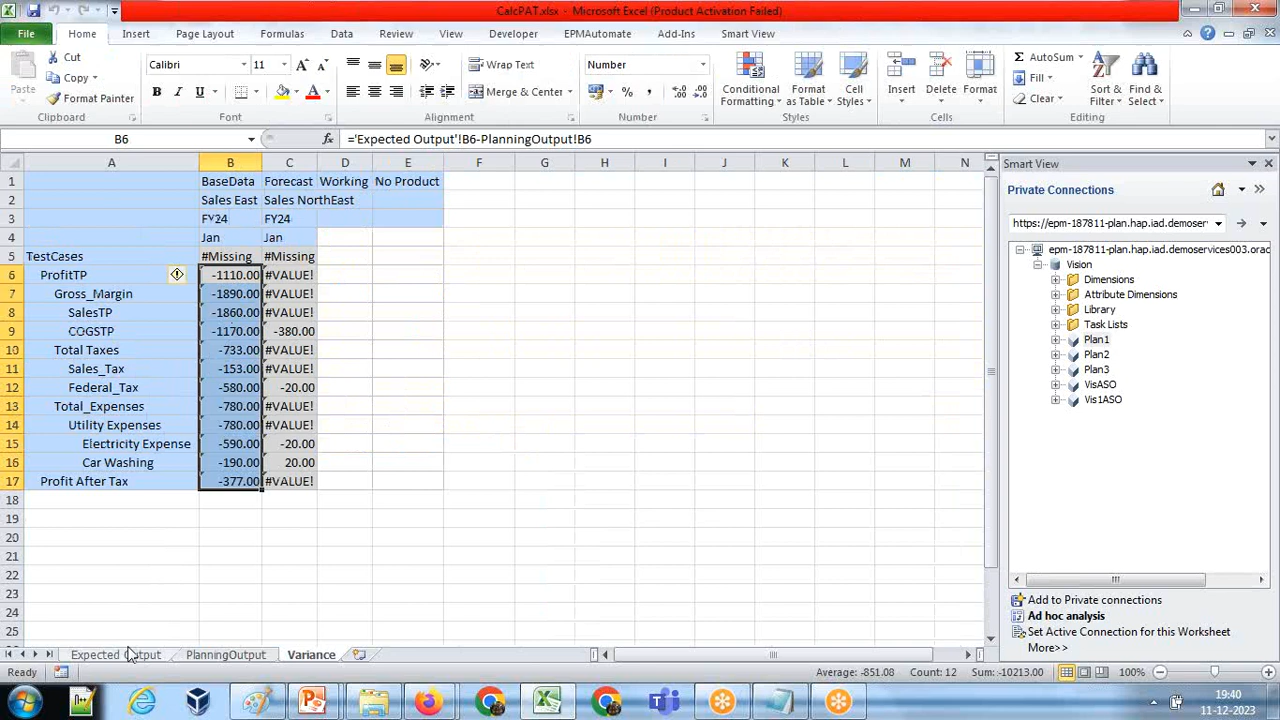 CalcPAT.xlsx - Microsoft Excel (Product Activation Failed)
File Home Insert Page Layout Formulas Data Review View Developer EPMAutomate Add-Ins Smart View
Cut
Copy
Format Painter
Paste
Clipboard
Calibri 11
B I U A
Font
Wrap Text
Merge & Center
Alignment
Number
%
Number
Conditional Formatting
Format as Table
Cell Styles
Styles
Insert Delete Format
Cells
AutoSum
Fill
Clear
Sort & Filter
Find & Select
Editing
B6 fx ='Expected Output'!B6-PlanningOutput!B6
A B C D E F G H I J K L M N
1 BaseData Forecast Working No Product
2 Sales East Sales NorthEast
3 FY24 FY24
4 Jan Jan
5 TestCases #Missing #Missing
6 ProfitTP -1110.00 #VALUE!
7 Gross_Margin -1890.00 #VALUE!
8 SalesTP -1860.00 #VALUE!
9 COGSTP -1170.00 -380.00
10 Total Taxes -733.00 #VALUE!
11 Sales_Tax -153.00 #VALUE!
12 Federal_Tax -580.00 -20.00
13 Total_Expenses -780.00 #VALUE!
14 Utility Expenses -780.00 #VALUE!
15 Electricity Expense -590.00 -20.00
16 Car Washing -190.00 20.00
17 Profit After Tax -377.00 #VALUE!
18
19
20
21
22
23
24
25
Smart View
Private Connections
https://epm-187811-plan.hap.iad.demoser
epm-187811-plan.hap.iad.demoservices003.orac
Vision
Dimensions
Attribute Dimensions
Library
Task Lists
Plan1
Plan2
Plan3
VisASO
Vis1ASO
Add to Private connections
Ad hoc analysis
Set Active Connection for this Worksheet
More>>
Expected Output PlanningOutput Variance
Ready Average: -851.08 Count: 12 Sum: -10213.00 100%
19:40
11-12-2023